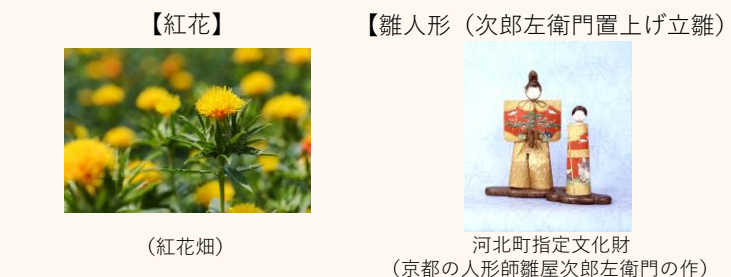 【紅花】
【雛人形（次郎左衛門置上げ立雛）
（紅花畑）
河北町指定文化財
（京都の人形師雛屋次郎左衛門の作）